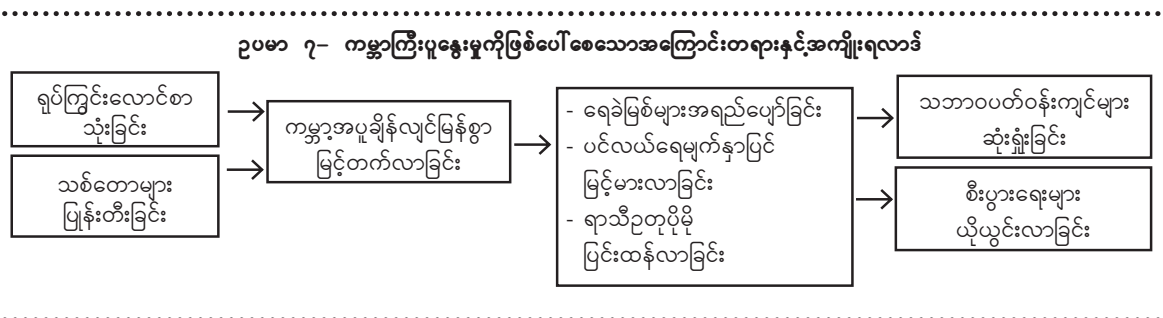 ဥပမာ ၇– ကမ္ဘာကြီးပူနွေးမှုကိုဖြစ်ပေါ်စေသောအကြောင်းတရားနှင့်အကျိုးရလာဒ်
ရုပ်ကြွင်းလောင်စာ
သုံးခြင်း
သစ်တောများ
ပြုန်းတီးခြင်း
ကမ္ဘာ့အပူချိန်လျင်မြန်စွာ
မြင့်တက်လာခြင်း
- ရေခဲမြစ်များအရည်ပျော်ခြင်း
- ပင်လယ်ရေမျက်နှာပြင်
မြင့်မားလာခြင်း
- ရာသီဥတုပိုမို
ပြင်းထန်လာခြင်း
သဘာဝပတ်ဝန်းကျင်များ
ဆုံးရှုံးခြင်း
စီးပွားရေးများ
ယိုယွင်းလာခြင်း